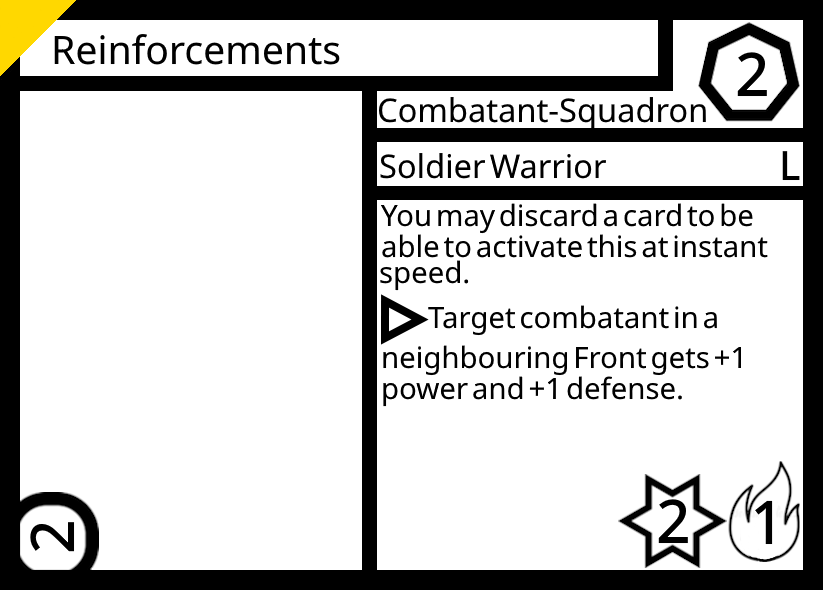 Reinforcements
2
Combatant-Squadron
Soldier Warrior
L
You may discard a card to be
able to activate this at instant
speed.
Target combatant in a
neighbouring Front gets +1
power and +1 defense.
2
2
1